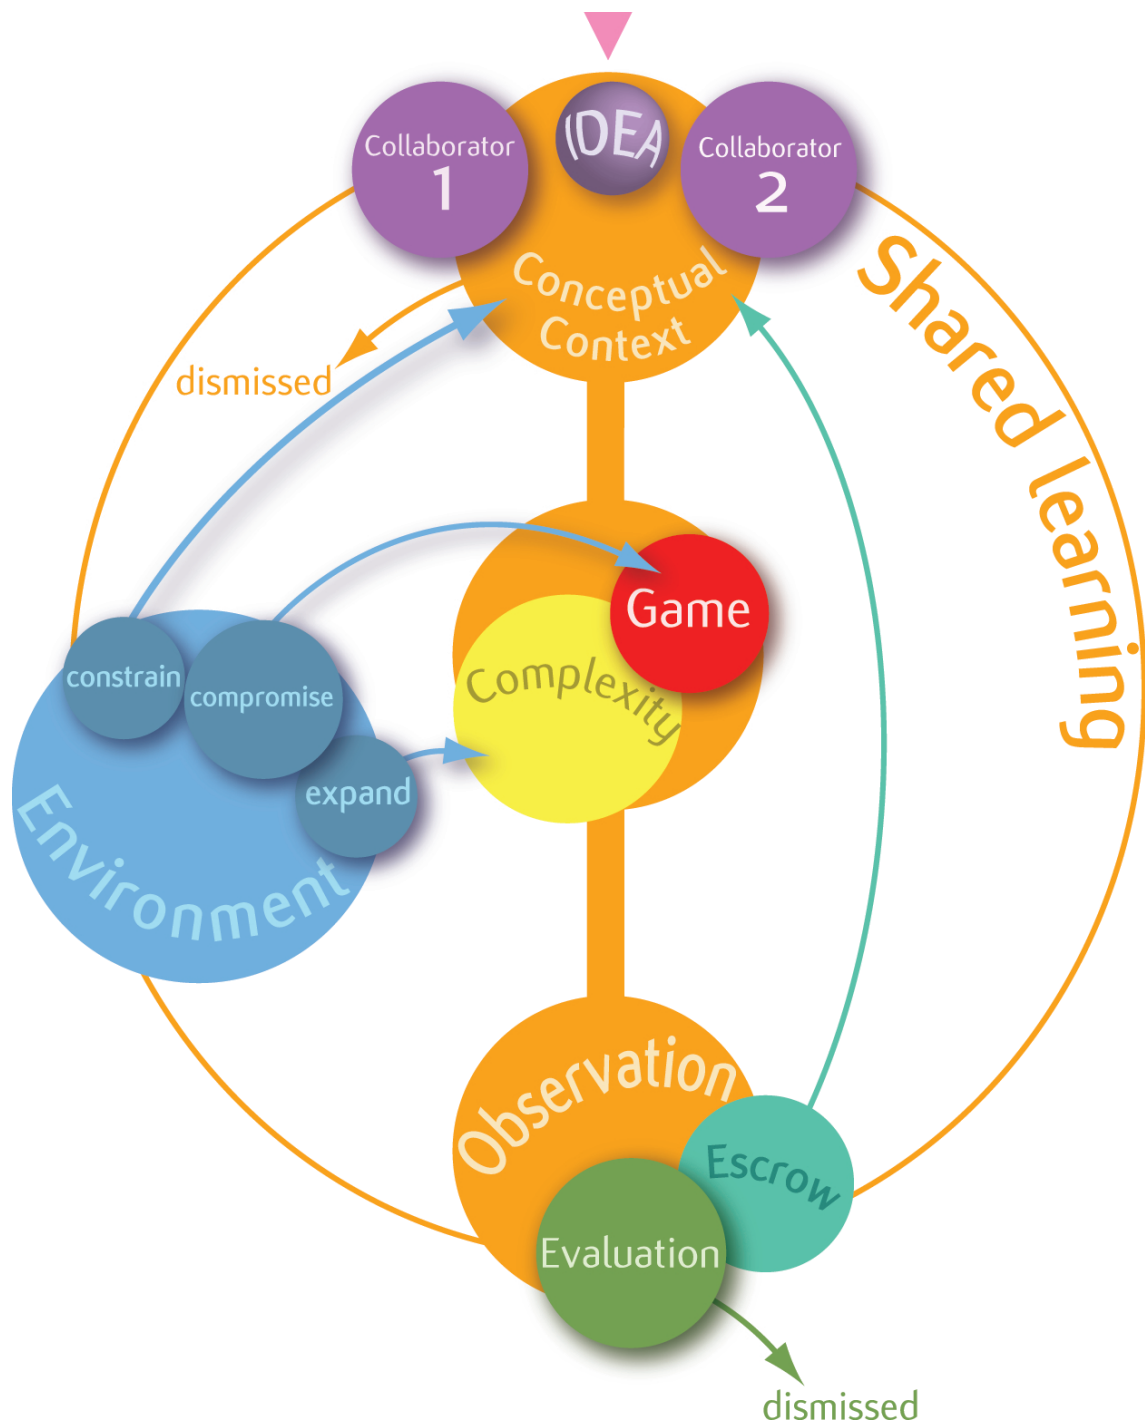 IDEA
Collaborator
1
Collaborator
2
Conceptual
Context
dismissed
Shared learning
Game
Complexity
constrain
compromise
expand
Environment
Observation
Escrow
Evaluation
dismissed